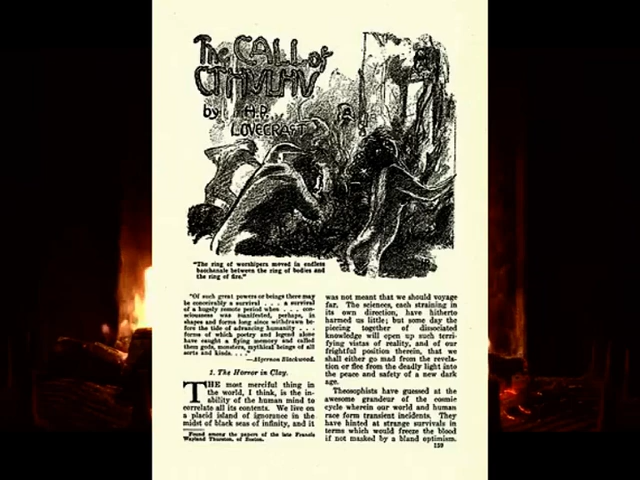 The CALL of
CTHULHU
by H.P.
LOVECRAFT
"The ring of worshipers moved in endless
bacchanale between the ring of bodies and
the ring of fire."
"Of such great powers or beings there may
be conceivably a survival . . . a survival
of a hugely remote period when . . . con-
sciousness was manifested, perhaps, in
shapes and forms long since withdrawn be-
fore the tide of advancing humanity . . .
forms of which poetry and legend alone
have caught a flying memory and called
them gods, monsters, mythical beings of all
sorts and kinds. . . ."
—Algernon Blackwood.
1. The Horror in Clay.
THE most merciful thing in
the world, I think, is the in-
ability of the human mind to
correlate all its contents. We live on
a placid island of ignorance in the
midst of black seas of infinity, and it
Found among the papers of the late Francis
Wayland Thurston, of Boston.
was not meant that we should voyage
far. The sciences, each straining in
its own direction, have hitherto
harmed us little; but some day the
piecing together of dissociated
knowledge will open up such terri-
fying vistas of reality, and of our
frightful position therein, that we
shall either go mad from the revela-
tion or flee from the deadly light into
the peace and safety of a new dark
age.
Theosophists have guessed at the
awesome grandeur of the cosmic
cycle wherein our world and human
race form transient incidents. They
have hinted at strange survivals in
terms which would freeze the blood
if not masked by a bland optimism.
159